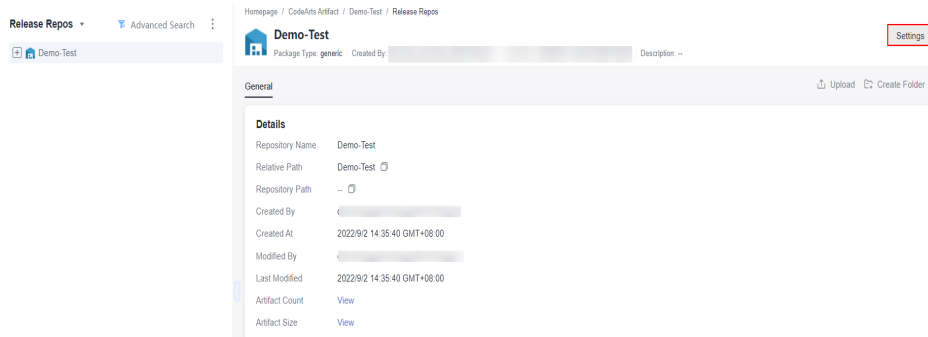 Release Repos
Advanced Search
Demo-Test
Homepage / CodeArts Artifact / Demo-Test / Release Repos
Demo-Test
Package Type: generic Created By: Description: --
Settings
General
Upload Create Folder
Details
Repository Name Demo-Test
Relative Path Demo-Test
Repository Path --
Created By
Created At 2022/9/2 14:35:40 GMT+08:00
Modified By
Last Modified 2022/9/2 14:35:40 GMT+08:00
Artifact Count View
Artifact Size View